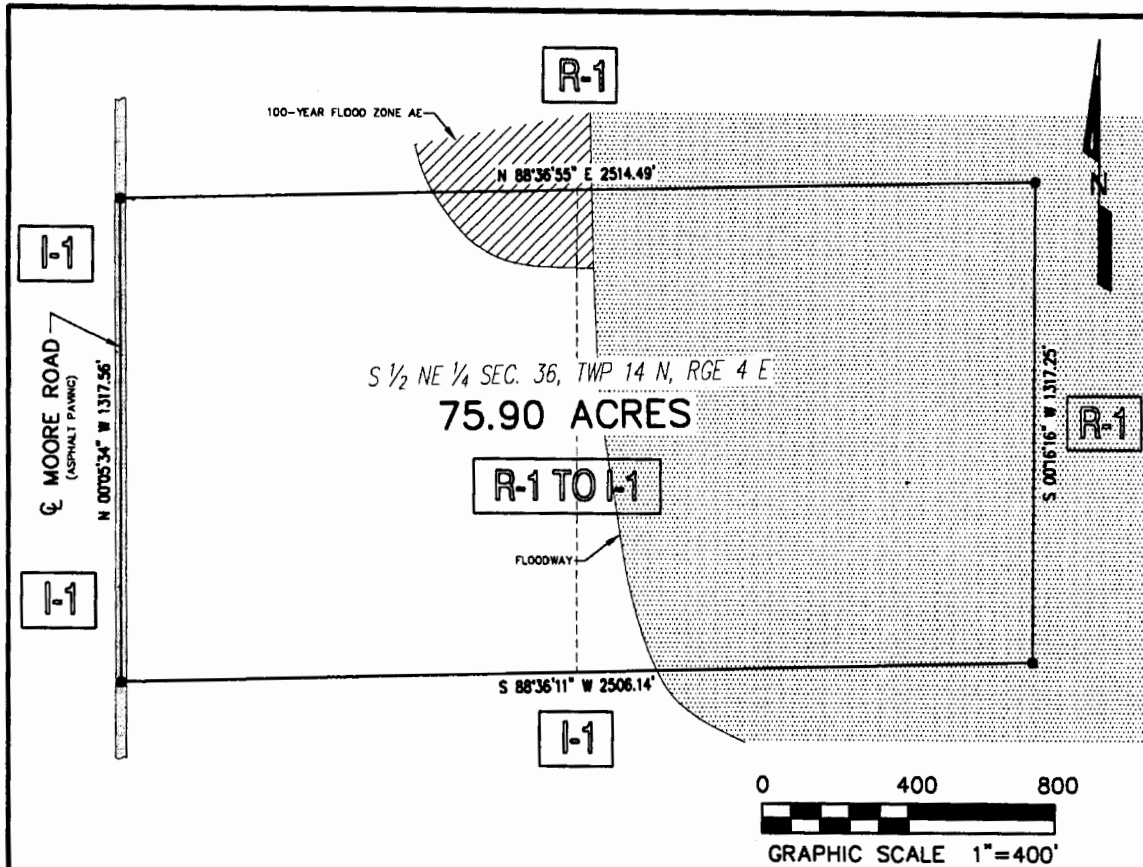 R-1
100-YEAR FLOOD ZONE AE
N 88°36'55" E 2514.49'
N
I-1
℄ MOORE ROAD
(ASPHALT PAVING)
N 00°05'34" W 1317.56'
S ½ NE ¼ SEC. 36, TWP 14 N, RGE 4 E
75.90 ACRES
S 00°16'16" W 1317.25'
R-1
R-1 TO I-1
FLOODWAY
I-1
S 88°36'11" W 2506.14'
I-1
0 400 800
GRAPHIC SCALE 1"=400'